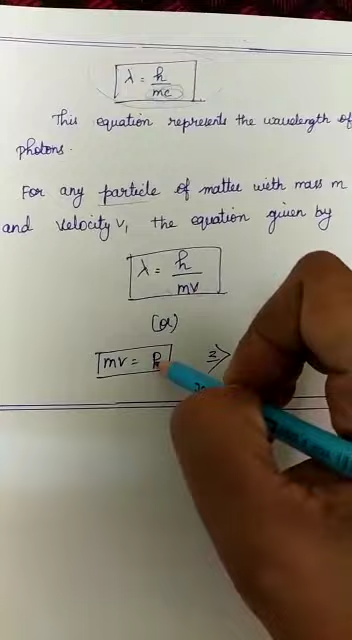 λ = h/mc
This equation represents the wavelength of
photons.
For any particle of matter with mass m
and velocity v, the equation given by
λ = h/mv
(or)
mv = p